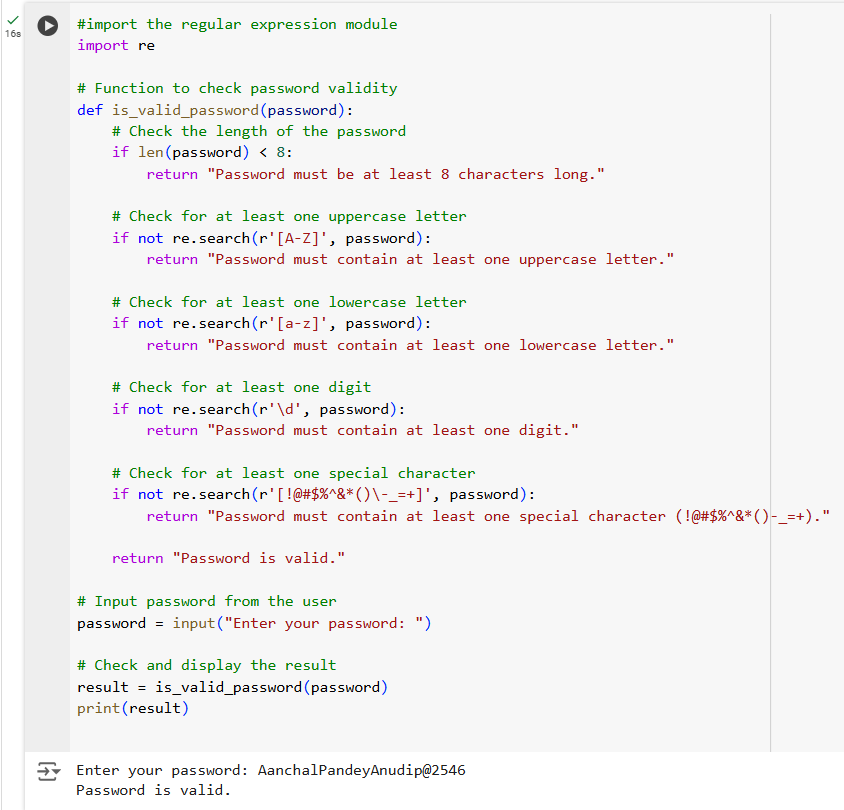 16s
#import the regular expression module
import re
# Function to check password validity
def is_valid_password(password):
    # Check the length of the password
    if len(password) < 8:
        return "Password must be at least 8 characters long."
    # Check for at least one uppercase letter
    if not re.search(r'[A-Z]', password):
        return "Password must contain at least one uppercase letter."
    # Check for at least one lowercase letter
    if not re.search(r'[a-z]', password):
        return "Password must contain at least one lowercase letter."
    # Check for at least one digit
    if not re.search(r'\d', password):
        return "Password must contain at least one digit."
    # Check for at least one special character
    if not re.search(r'[!@#$%^&*()\-_=+]', password):
        return "Password must contain at least one special character (!@#$%^&*()-_=+)."
    return "Password is valid."
# Input password from the user
password = input("Enter your password: ")
# Check and display the result
result = is_valid_password(password)
print(result)
Enter your password: AanchalPandeyAnudip@2546
Password is valid.